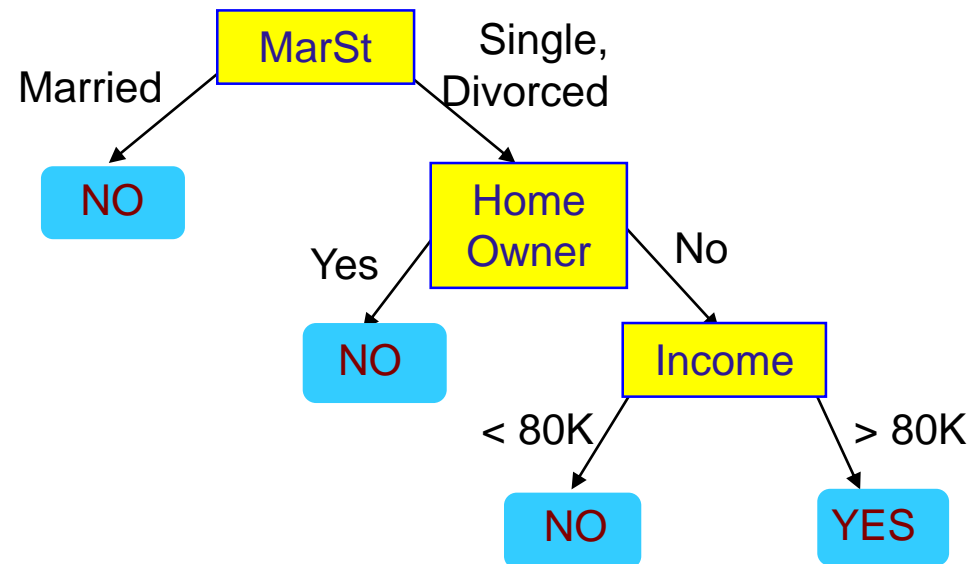 MarSt
Single,
Divorced
Married
NO
Home
Owner
Yes
No
NO
Income
< 80K
> 80K
NO
YES